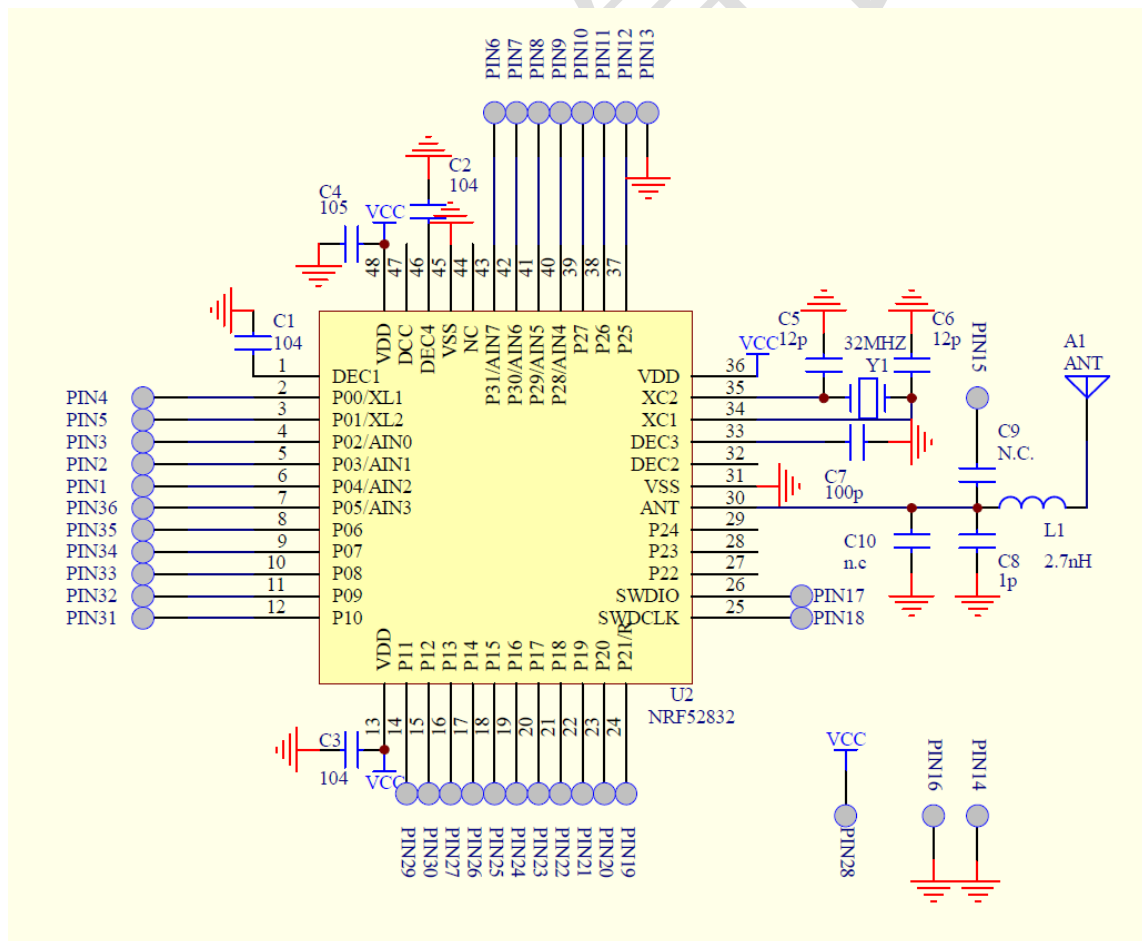 PIN6
PIN7
PIN8
PIN9
PIN10
PIN11
PIN12
PIN13
C2
104
C4
105
VCC
48
47
46
45
44
43
42
41
40
39
38
37
C1
104
VDD
DCC
DEC4
VSS
NC
P31/AIN7
P30/AIN6
P29/AIN5
P28/AIN4
P27
P26
P25
C5
12p
32MHZ
Y1
C6
12p
PIN15
A1
ANT
VCC
1 DEC1
PIN4 2 P00/XL1
PIN5 3 P01/XL2
PIN3 4 P02/AIN0
PIN2 5 P03/AIN1
PIN1 6 P04/AIN2
PIN36 7 P05/AIN3
PIN35 8 P06
PIN34 9 P07
PIN33 10 P08
PIN32 11 P09
PIN31 12 P10
VDD 36
XC2 35
XC1 34
DEC3 33
DEC2 32
VSS 31
ANT 30
P24 29
P23 28
P22 27
SWDIO 26 PIN17
SWDCLK 25 PIN18
C7
100p
C9
N.C.
C10
n.c
C8
1p
L1
2.7nH
VDD
P11
P12
P13
P14
P15
P16
P17
P18
P19
P20
P21/R
U2
NRF52832
13
14
15
16
17
18
19
20
21
22
23
24
C3
104
VCC
PIN29
PIN30
PIN27
PIN26
PIN25
PIN24
PIN23
PIN22
PIN21
PIN20
PIN19
VCC
PIN28
PIN16
PIN14